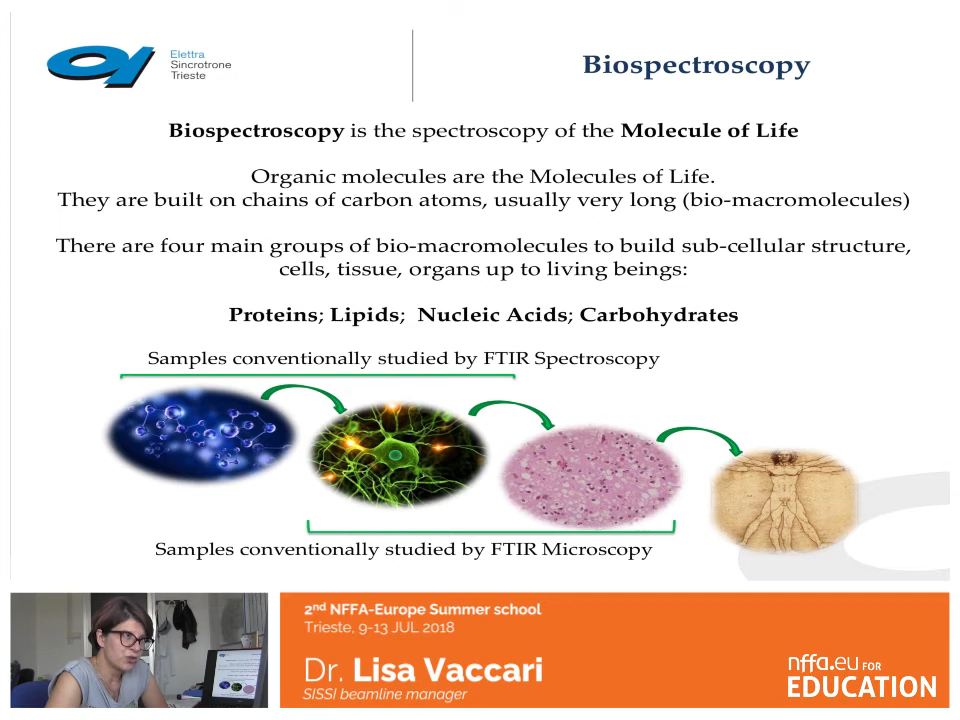 Elettra
Sincrotrone
Trieste
Biospectroscopy
Biospectroscopy is the spectroscopy of the Molecule of Life
Organic molecules are the Molecules of Life.
They are built on chains of carbon atoms, usually very long (bio-macromolecules)
There are four main groups of bio-macromolecules to build sub-cellular structure,
cells, tissue, organs up to living beings:
Proteins; Lipids; Nucleic Acids; Carbohydrates
Samples conventionally studied by FTIR Spectroscopy
Samples conventionally studied by FTIR Microscopy
2nd NFFA-Europe Summer school
Trieste, 9-13 JUL 2018
Dr. Lisa Vaccari
SISSI beamline manager
nffa.eu FOR
EDUCATION